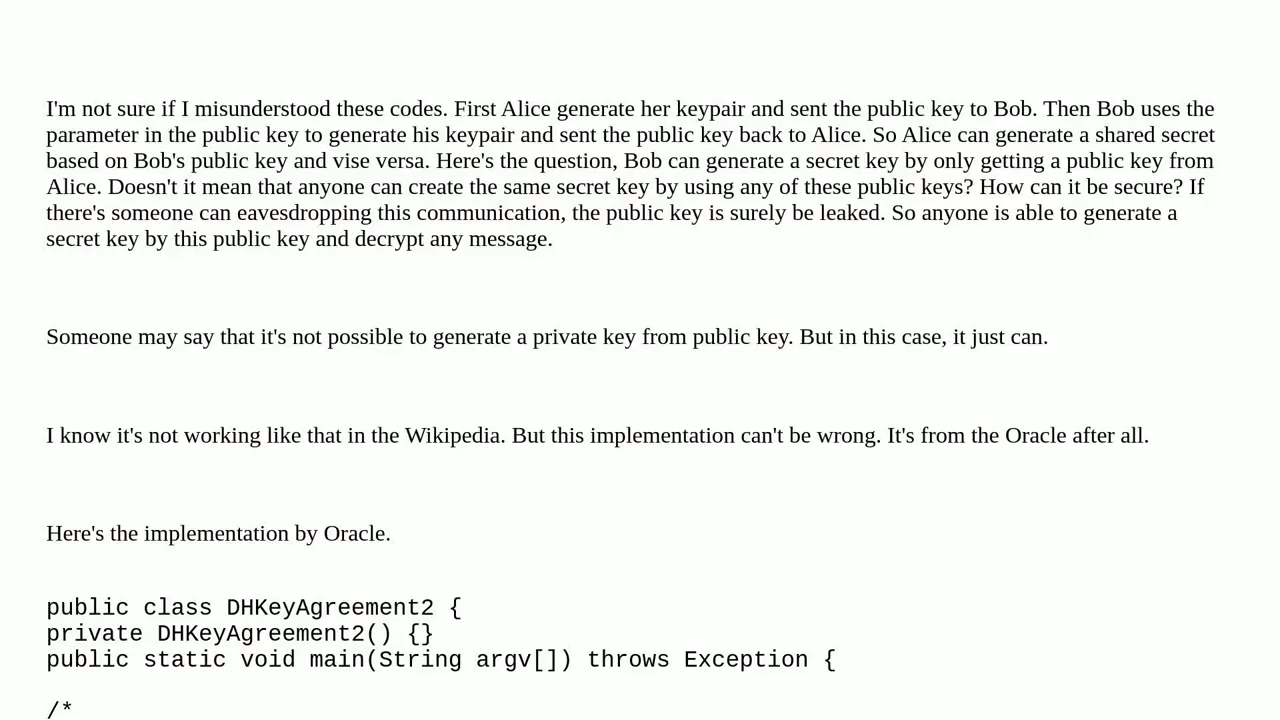 I'm not sure if I misunderstood these codes. First Alice generate her keypair and sent the public key to Bob. Then Bob uses the
parameter in the public key to generate his keypair and sent the public key back to Alice. So Alice can generate a shared secret
based on Bob's public key and vise versa. Here's the question, Bob can generate a secret key by only getting a public key from
Alice. Doesn't it mean that anyone can create the same secret key by using any of these public keys? How can it be secure? If
there's someone can eavesdropping this communication, the public key is surely be leaked. So anyone is able to generate a
secret key by this public key and decrypt any message.
Someone may say that it's not possible to generate a private key from public key. But in this case, it just can.
I know it's not working like that in the Wikipedia. But this implementation can't be wrong. It's from the Oracle after all.
Here's the implementation by Oracle.
public class DHKeyAgreement2 {
private DHKeyAgreement2() {}
public static void main(String argv[]) throws Exception {
/*